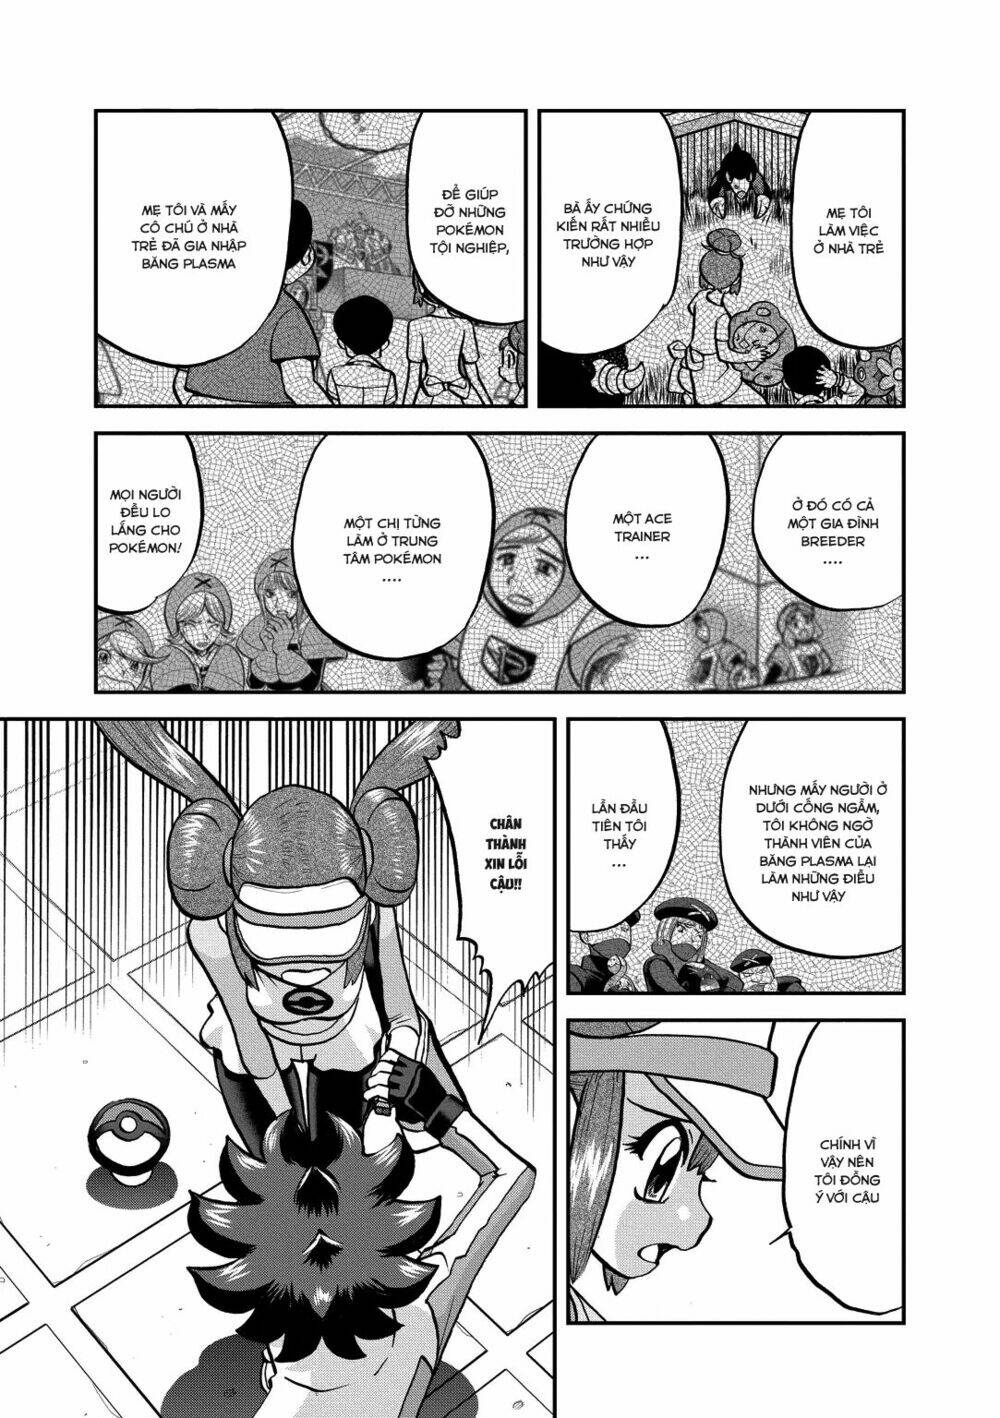 MẸ TÔI
LÀM VIỆC
Ở NHÀ TRẺ
BÀ ẤY CHỨNG
KIẾN RẤT NHIỀU
TRƯỜNG HỢP
NHƯ VẬY
ĐỂ GIÚP
ĐỠ NHỮNG
POKÉMON
TỘI NGHIỆP,
MẸ TÔI VÀ MẤY
CÔ CHÚ Ở NHÀ
TRẺ ĐÃ GIA NHẬP
BĂNG PLASMA
Ở ĐÓ CÓ CẢ
MỘT GIA ĐÌNH
BREEDER
....
MỘT ACE
TRAINER
...
MỘT CHỊ TỪNG
LÀM Ở TRUNG
TÂM POKÉMON
....
MỌI NGƯỜI
ĐỀU LO
LẮNG CHO
POKÉMON!
NHƯNG MẤY NGƯỜI Ở
DƯỚI CỐNG NGẦM,
TÔI KHÔNG NGỜ
THÀNH VIÊN CỦA
BĂNG PLASMA LẠI
LÀM NHỮNG ĐIỀU
NHƯ VẬY
LẦN ĐẦU
TIÊN TÔI
THẤY
...
CHÍNH VÌ
VẬY NÊN
TÔI ĐỒNG
Ý VỚI CẬU
CHÂN
THÀNH
XIN LỖI
CẬU!!